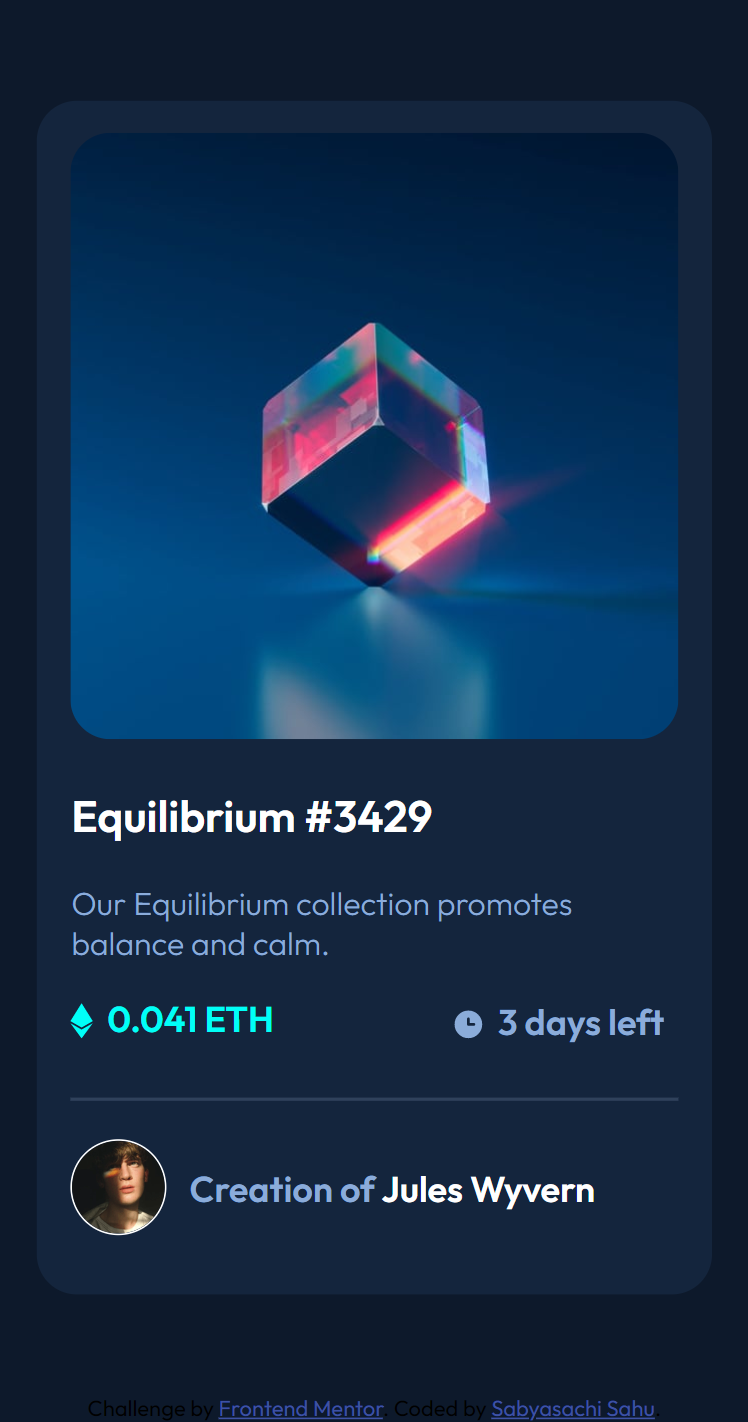 Equilibrium #3429
Our Equilibrium collection promotes
balance and calm.
0.041 ETH
3 days left
Creation of Jules Wyvern
Challenge by Frontend Mentor. Coded by Sabyasachi Sahu.